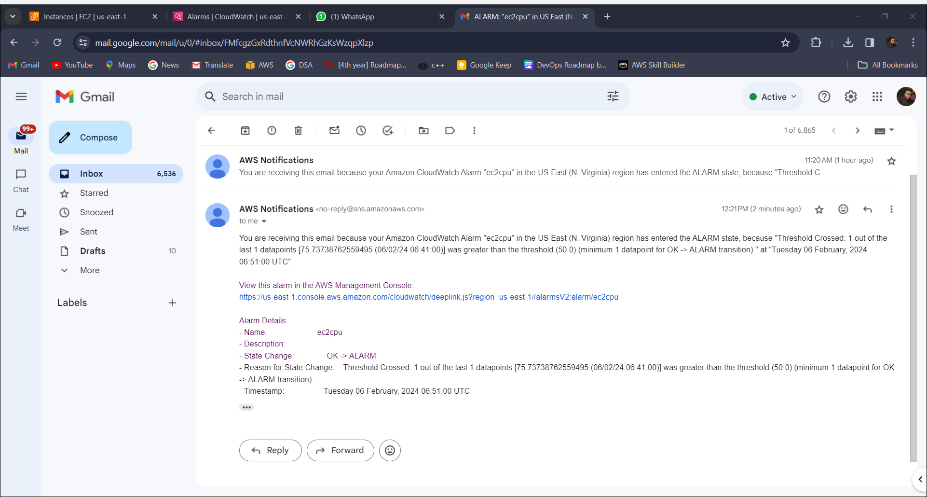 Instances | EC2 | us-east-1
Alarms | CloudWatch | us-east-
(1) WhatsApp
ALARM: "ec2cpu" in US East (N
mail.google.com/mail/u/0/#inbox/FMfcgzGxRdthnfVcNWRhGzKsWzqpXlzp
Gmail
YouTube
Maps
News
Translate
AWS
DSA
[4th year] Roadmap...
c++
Google Keep
DevOps Roadmap b...
AWS Skill Builder
All Bookmarks
Gmail
Search in mail
Active
99+
Mail
Chat
Meet
Compose
Inbox 6,536
Starred
Snoozed
Sent
Drafts 10
More
Labels
1 of 6,865
AWS Notifications 11:20 AM (1 hour ago)
You are receiving this email because your Amazon CloudWatch Alarm "ec2cpu" in the US East (N. Virginia) region has entered the ALARM state, because "Threshold C
AWS Notifications <no-reply@sns.amazonaws.com> 12:21 PM (2 minutes ago)
to me
You are receiving this email because your Amazon CloudWatch Alarm "ec2cpu" in the US East (N. Virginia) region has entered the ALARM state, because "Threshold Crossed: 1 out of the
last 1 datapoints [75.73738762559495 (06/02/24 06:41:00)] was greater than the threshold (50.0) (minimum 1 datapoint for OK -> ALARM transition)." at "Tuesday 06 February, 2024
06:51:00 UTC".
View this alarm in the AWS Management Console:
https://us-east-1.console.aws.amazon.com/cloudwatch/deeplink.js?region=us-east-1#alarmsV2:alarm/ec2cpu
Alarm Details:
- Name: ec2cpu
- Description:
- State Change: OK -> ALARM
- Reason for State Change: Threshold Crossed: 1 out of the last 1 datapoints [75.73738762559495 (06/02/24 06:41:00)] was greater than the threshold (50.0) (minimum 1 datapoint for OK
-> ALARM transition).
- Timestamp: Tuesday 06 February, 2024 06:51:00 UTC
Reply
Forward